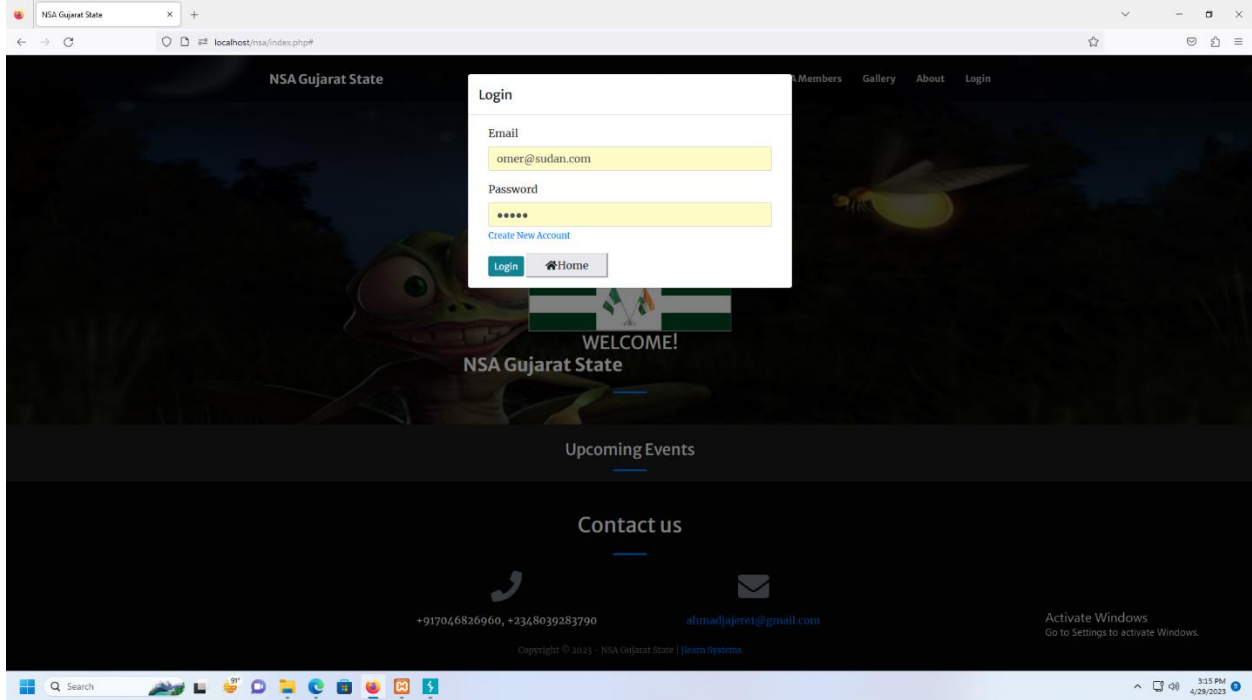 NSA Gujarat State
localhost/nsa/index.php#
NSA Gujarat State
Members Gallery About Login
Login
Email
omer@sudan.com
Password
•••••
Create New Account
Login Home
WELCOME!
NSA Gujarat State
Upcoming Events
Contact us
+917046826960, +2348039283790 ahmadjajere1@gmail.com
Copyright © 2023 - NSA Gujarat State | Jlearn Systems
Activate Windows
Go to Settings to activate Windows.
Search
91°
3:15 PM
4/29/2023